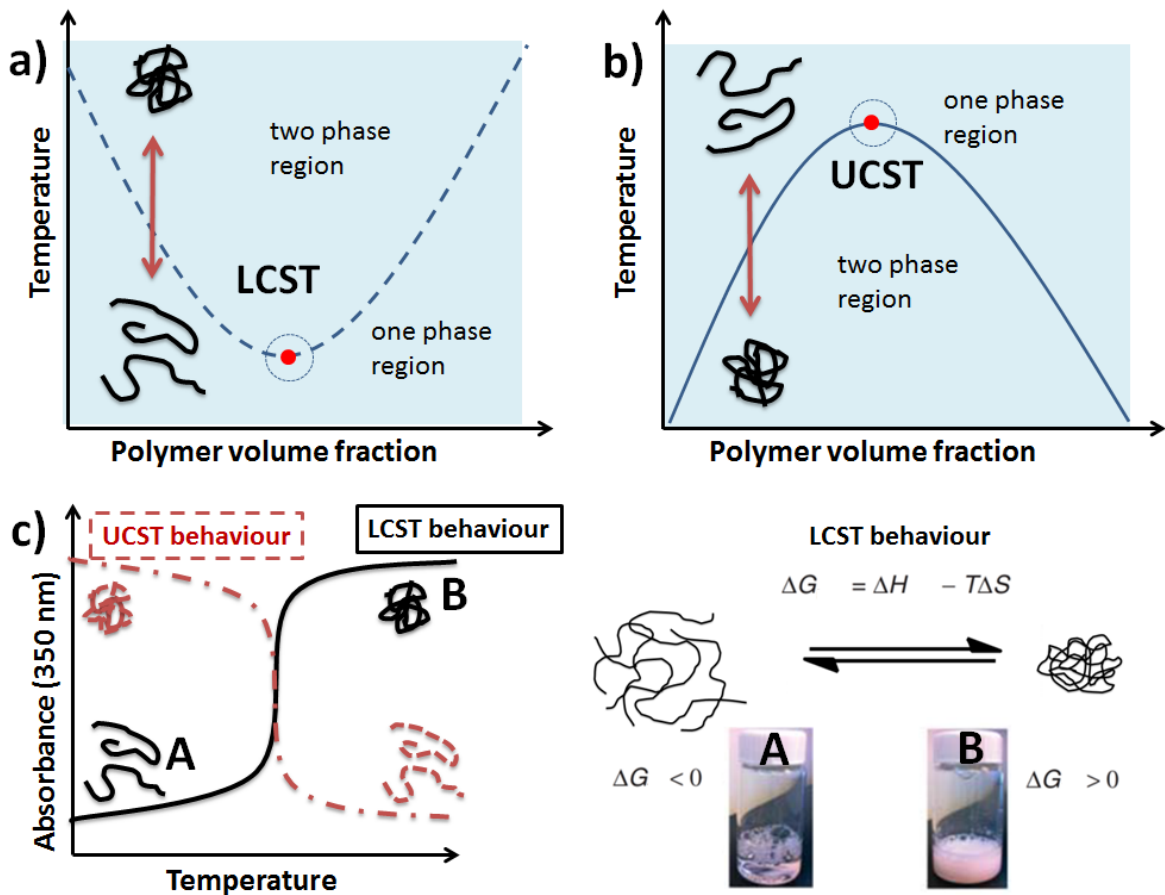 a)
Temperature
two phase
region
LCST
one phase
region
Polymer volume fraction
b)
Temperature
one phase
region
UCST
two phase
region
Polymer volume fraction
c)
Absorbance (350 nm)
UCST behaviour
LCST behaviour
B
A
Temperature
LCST behaviour
ΔG = ΔH − TΔS
A
B
ΔG < 0
ΔG > 0